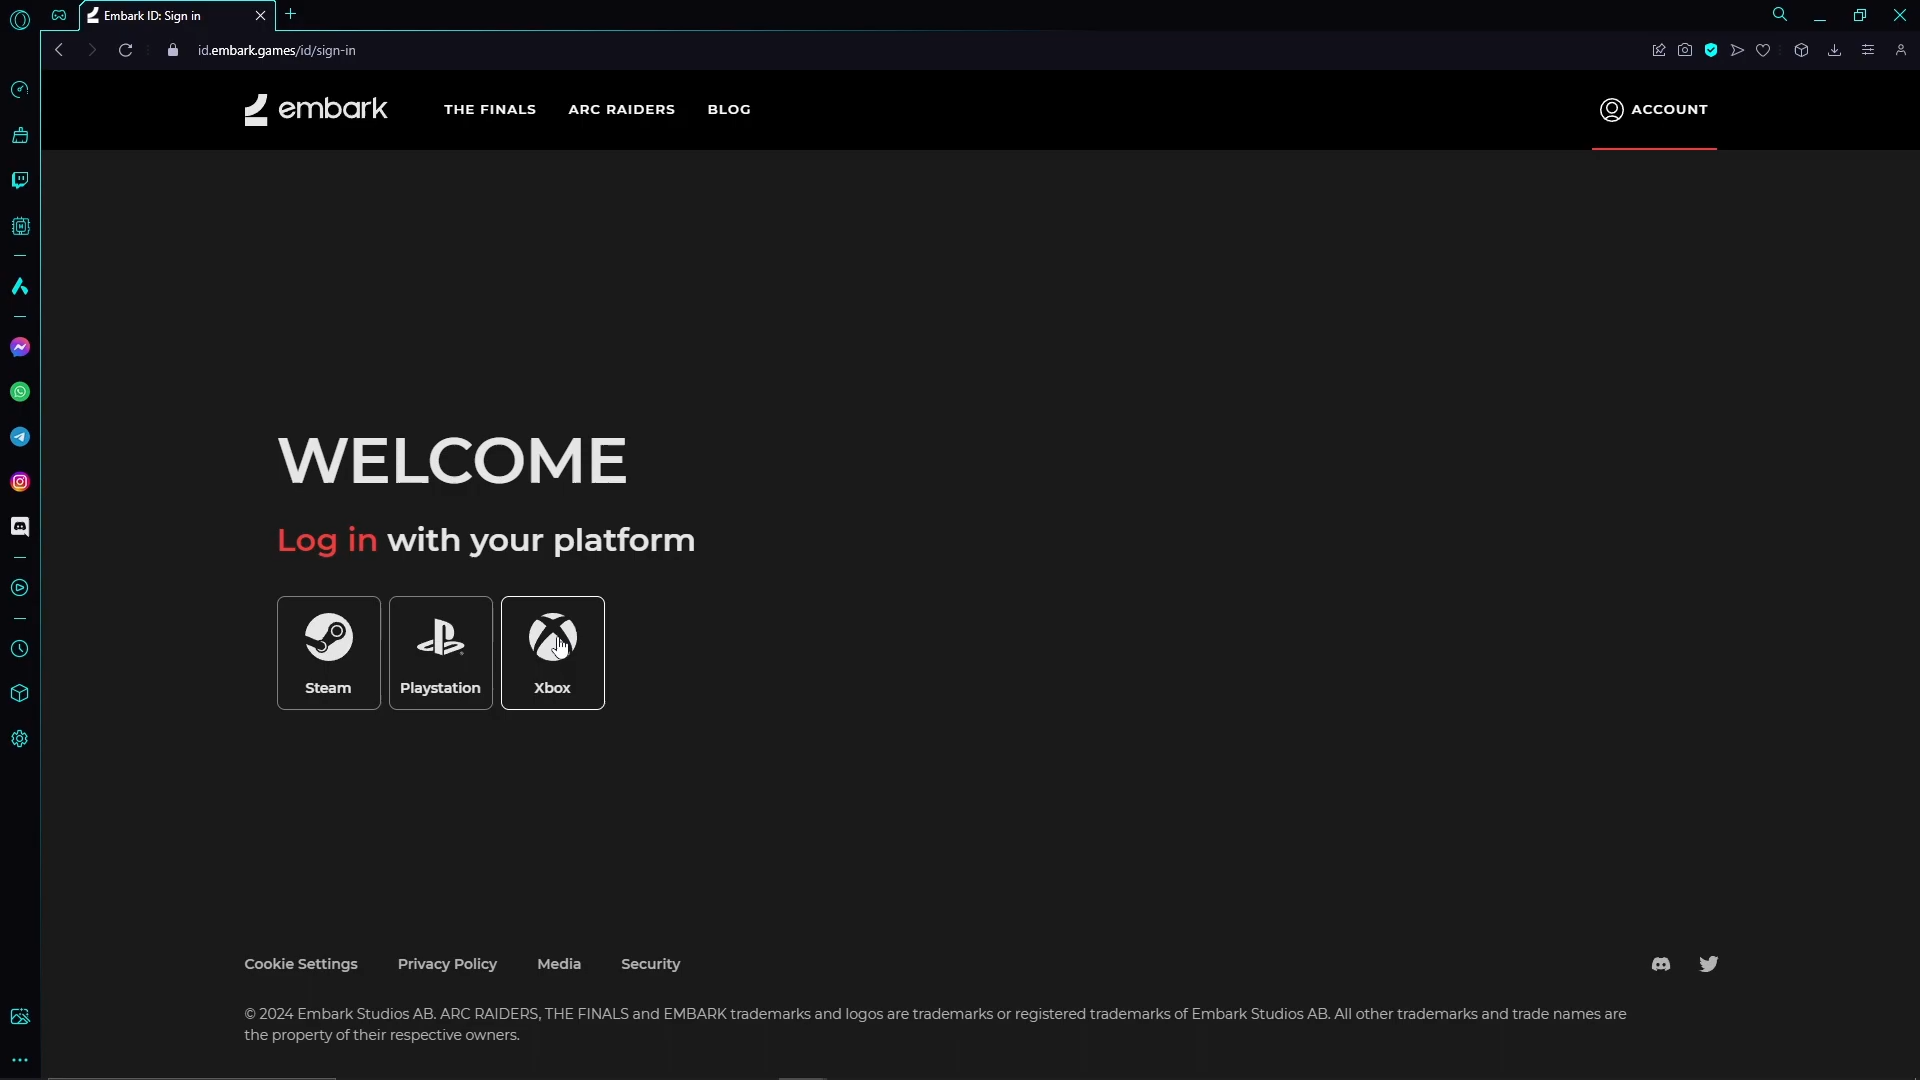 Embark ID: Sign in
id.embark.games/id/sign-in
embark
THE FINALS
ARC RAIDERS
BLOG
ACCOUNT
WELCOME
Log in with your platform
Steam
Playstation
Xbox
Cookie Settings
Privacy Policy
Media
Security
© 2024 Embark Studios AB. ARC RAIDERS, THE FINALS and EMBARK trademarks and logos are trademarks or registered trademarks of Embark Studios AB. All other trademarks and trade names are
the property of their respective owners.